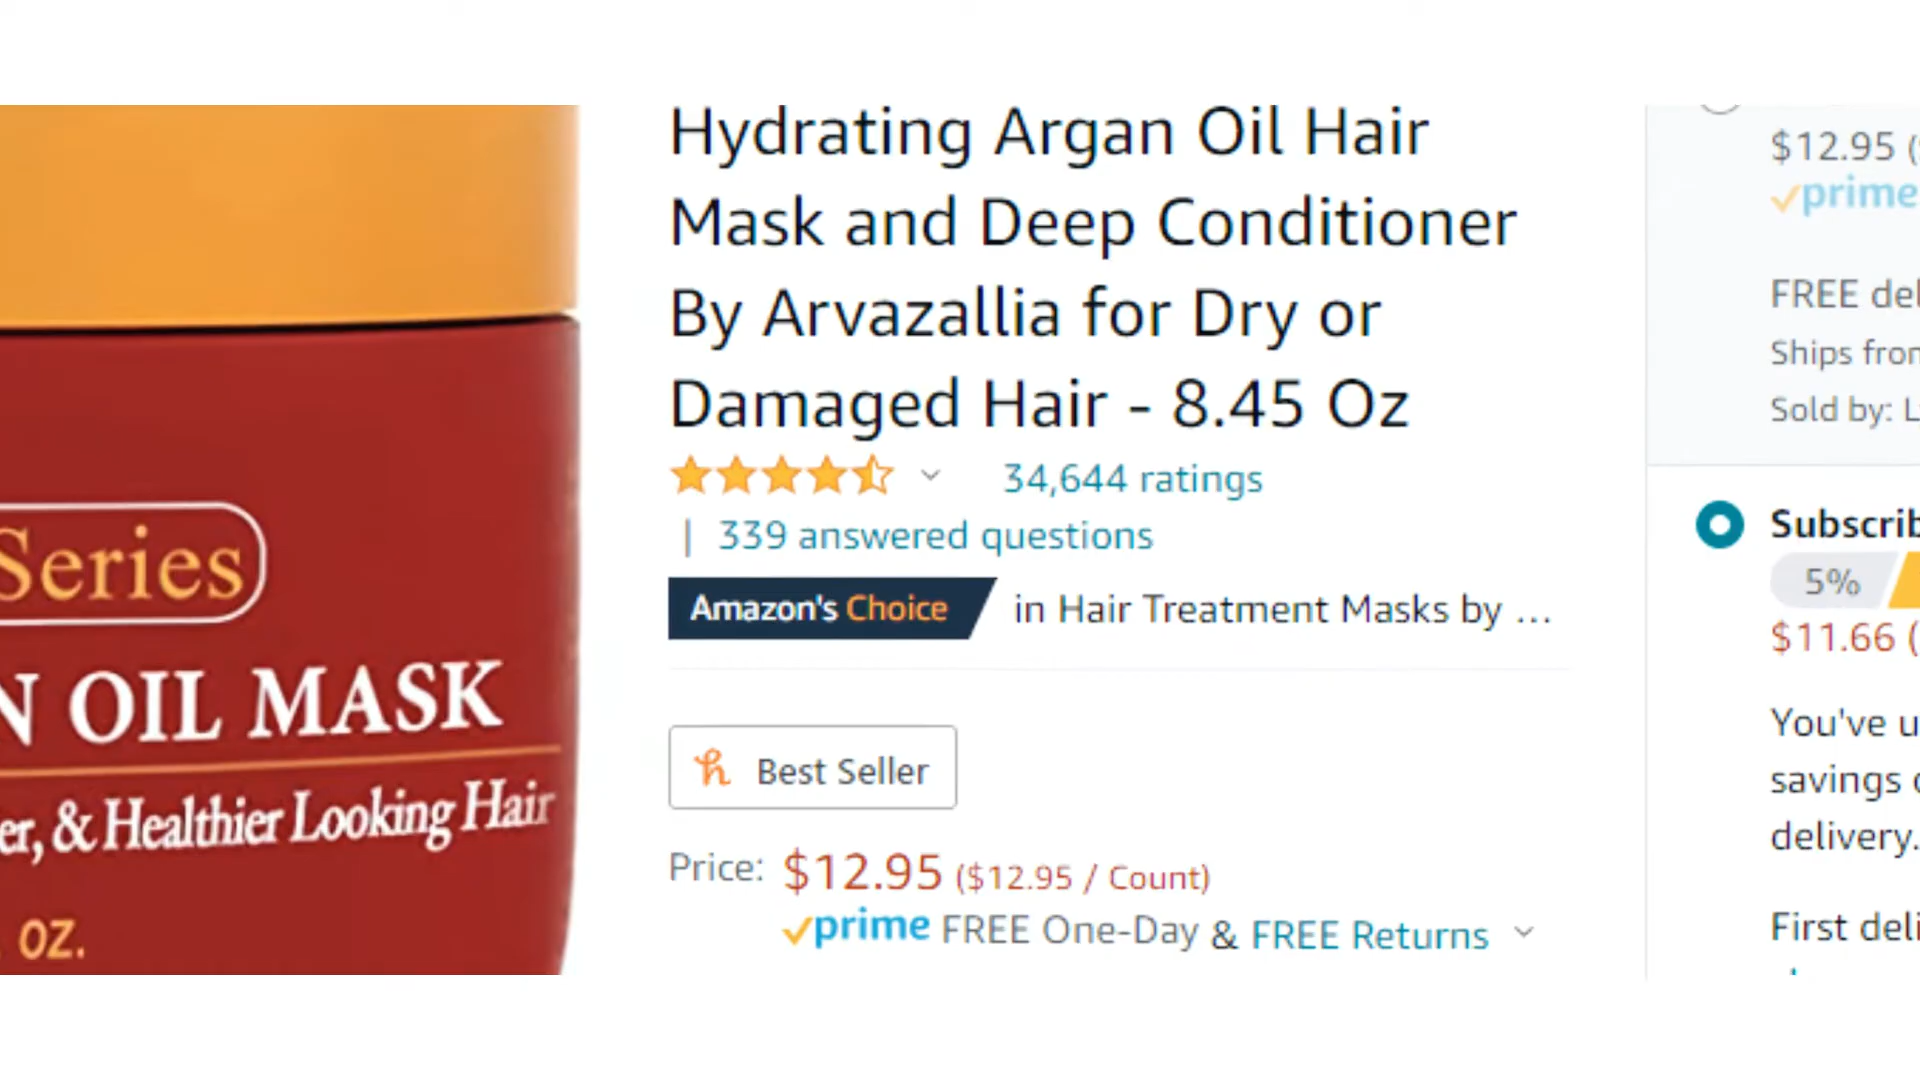 Series
N OIL MASK
er, & Healthier Looking Hair
OZ.
Hydrating Argan Oil Hair
Mask and Deep Conditioner
By Arvazallia for Dry or
Damaged Hair - 8.45 Oz
34,644 ratings
| 339 answered questions
Amazon's Choice in Hair Treatment Masks by ...
Best Seller
Price: $12.95 ($12.95 / Count)
prime FREE One-Day & FREE Returns
$12.95 (
prime
FREE del
Ships from
Sold by: L
Subscrib
5%
$11.66 (
You've u
savings
delivery.
First deli